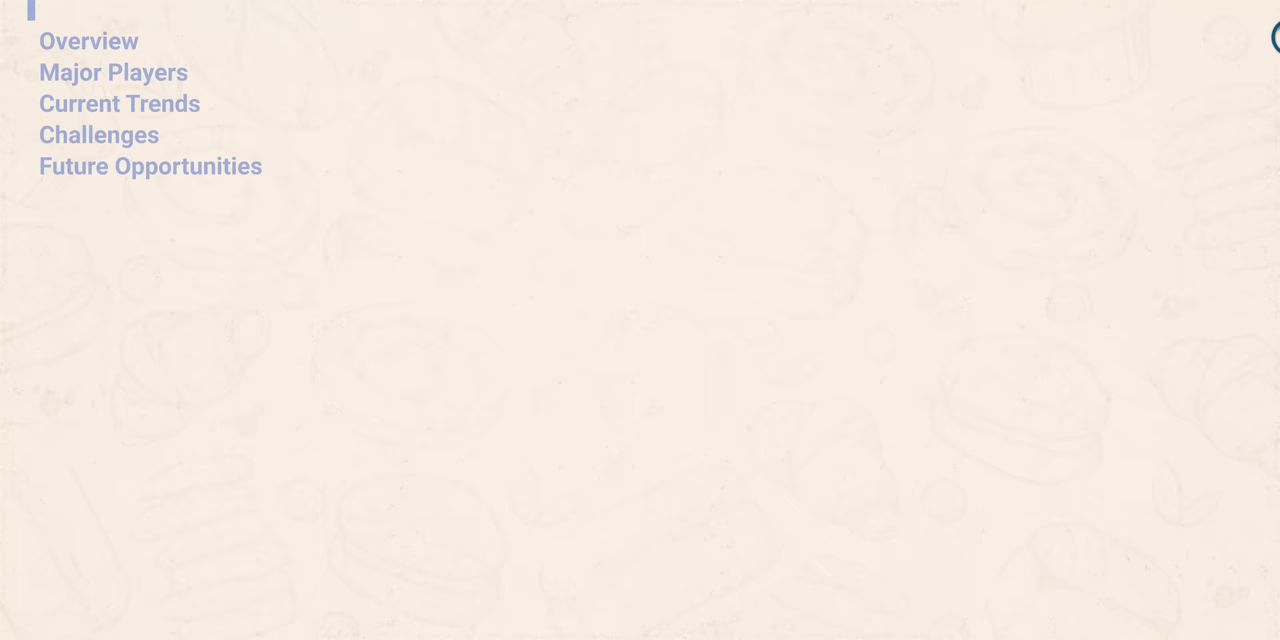 Overview
Major Players
Current Trends
Challenges
Future Opportunities